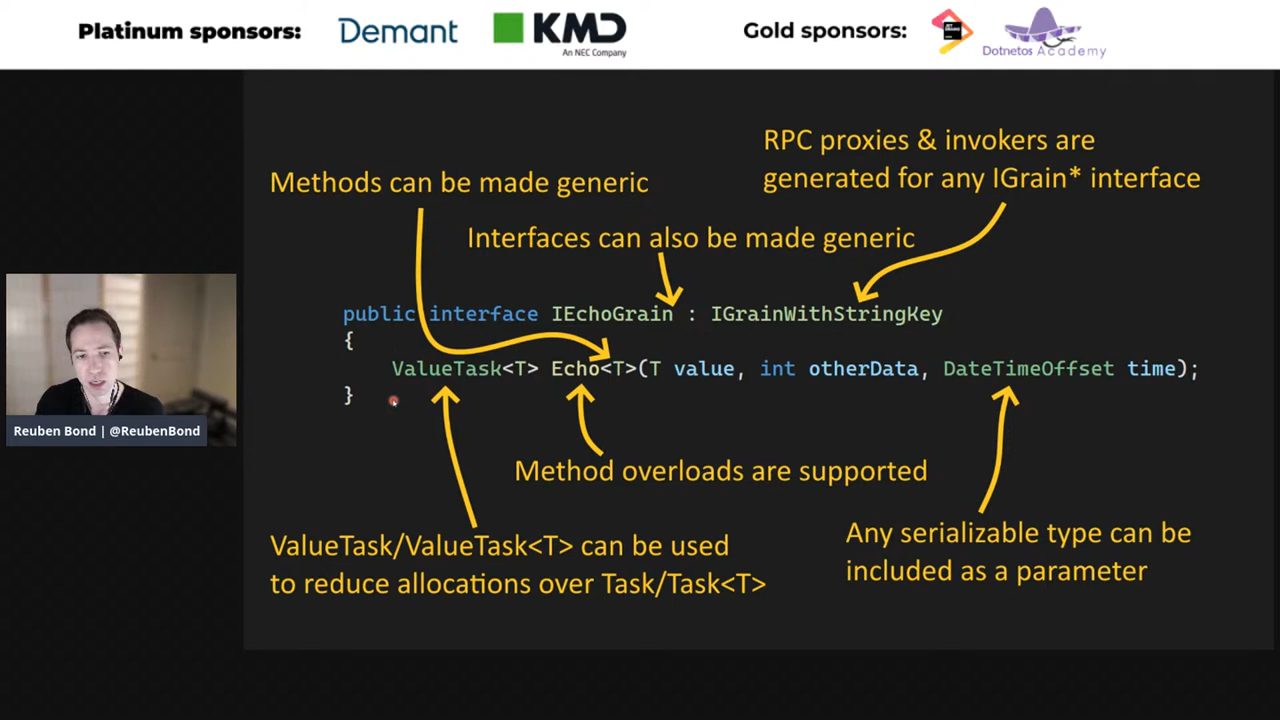 Platinum sponsors:
Demant
KMD
An NEC Company
Gold sponsors:
Dotnetos Academy
RPC proxies & invokers are
generated for any IGrain* interface
Methods can be made generic
Interfaces can also be made generic
public interface IEchoGrain : IGrainWithStringKey
{
ValueTask<T> Echo<T>(T value, int otherData, DateTimeOffset time);
}
Reuben Bond | @ReubenBond
Method overloads are supported
ValueTask/ValueTask<T> can be used
to reduce allocations over Task/Task<T>
Any serializable type can be
included as a parameter